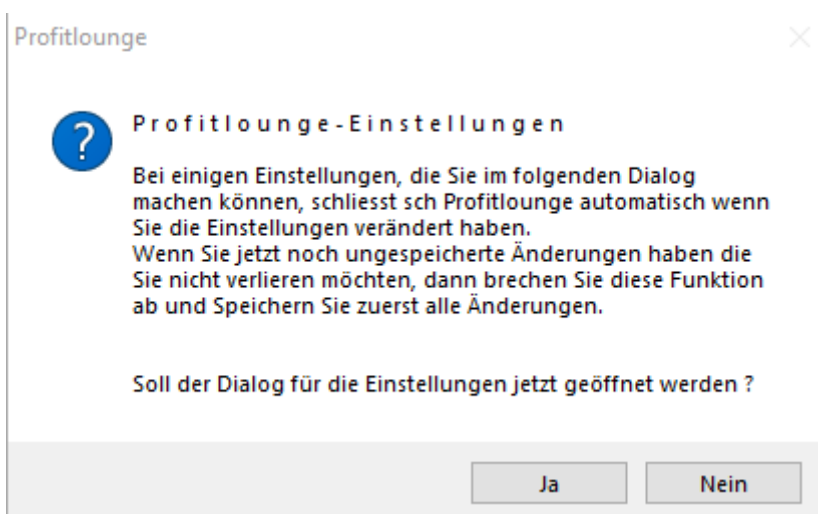 Profitlounge
Profitlounge-Einstellungen
Bei einigen Einstellungen, die Sie im folgenden Dialog
machen können, schliesst sch Profitlounge automatisch wenn
Sie die Einstellungen verändert haben.
Wenn Sie jetzt noch ungespeicherte Änderungen haben die
Sie nicht verlieren möchten, dann brechen Sie diese Funktion
ab und Speichern Sie zuerst alle Änderungen.
Soll der Dialog für die Einstellungen jetzt geöffnet werden ?
Ja Nein